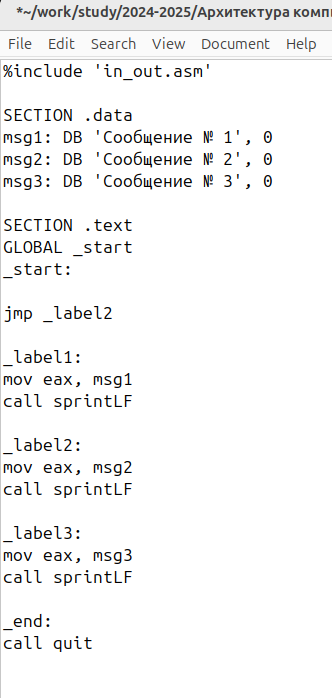 *~/work/study/2024-2025/Архитектура комп
File Edit Search View Document Help
%include 'in_out.asm'
SECTION .data
msg1: DB 'Сообщение № 1', 0
msg2: DB 'Сообщение № 2', 0
msg3: DB 'Сообщение № 3', 0
SECTION .text
GLOBAL _start
_start:
jmp _label2
_label1:
mov eax, msg1
call sprintLF
_label2:
mov eax, msg2
call sprintLF
_label3:
mov eax, msg3
call sprintLF
_end:
call quit